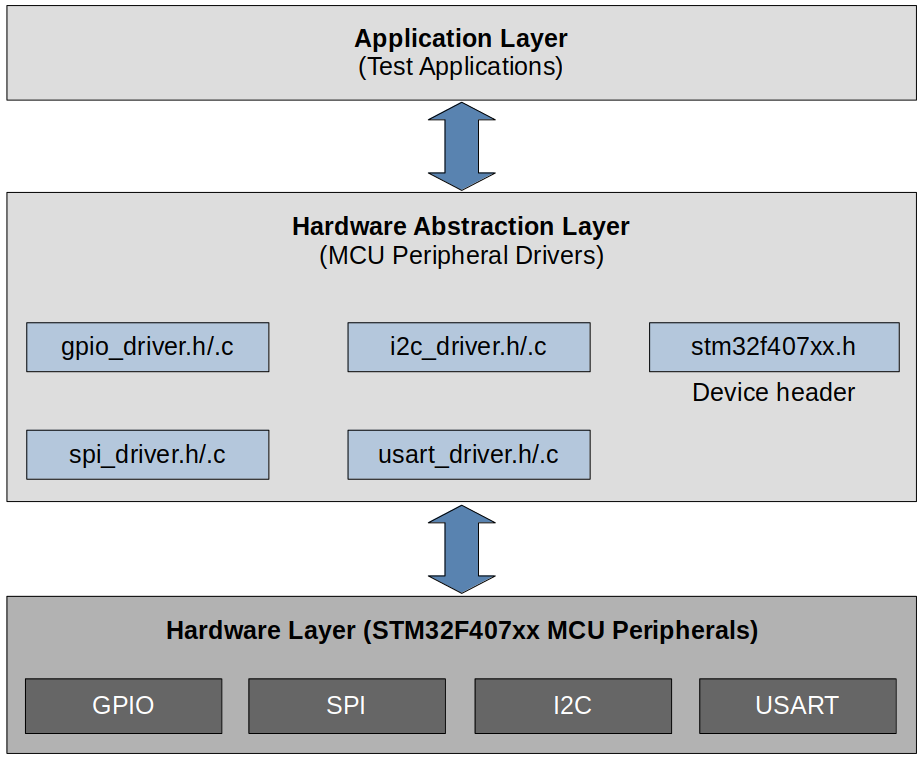 Application Layer
(Test Applications)
Hardware Abstraction Layer
(MCU Peripheral Drivers)
gpio_driver.h/.c
i2c_driver.h/.c
stm32f407xx.h
Device header
spi_driver.h/.c
usart_driver.h/.c
Hardware Layer (STM32F407xx MCU Peripherals)
GPIO
SPI
I2C
USART